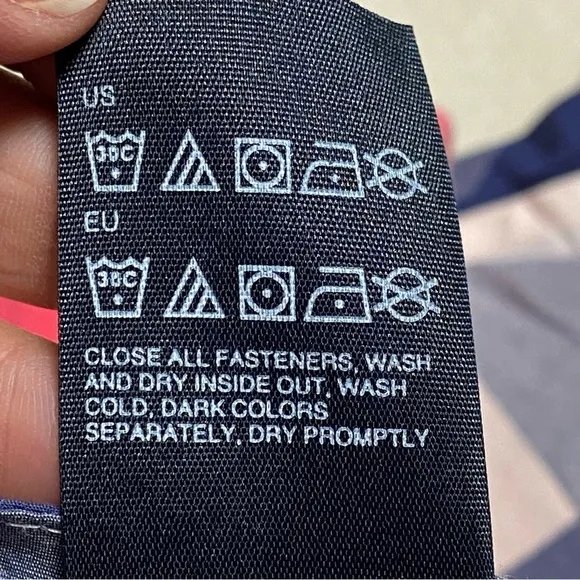 US
30C
EU
30C
CLOSE ALL FASTENERS, WASH
AND DRY INSIDE OUT, WASH
COLD, DARK COLORS
SEPARATELY, DRY PROMPTLY